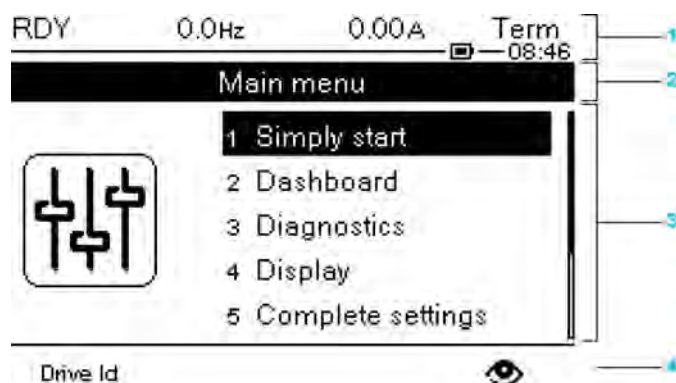 RDY 0.0Hz 0.00A Term
08:46 1
Main menu 2
1 Simply start
2 Dashboard
3 Diagnostics 3
4 Display
5 Complete settings
Drive Id 4